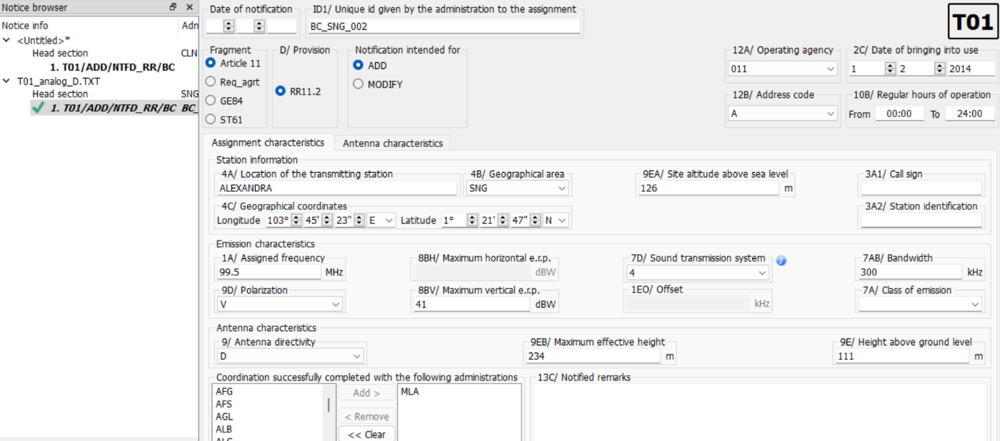 Notice browser
Notice info Adn
<Untitled>*
Head section CLN
1. T01/ADD/NTFD_RR/BC
T01_analog_D.TXT
Head section SNG
1. T01/ADD/NTFD_RR/BC BC_
Date of notification
ID1/ Unique id given by the administration to the assignment
BC_SNG_002
T01
Fragment
Article 11
Req_agrt
GE84
ST61
D/ Provision
RR11.2
Notification intended for
ADD
MODIFY
12A/ Operating agency
011
2C/ Date of bringing into use
1 2 2014
12B/ Address code
A
10B/ Regular hours of operation
From 00:00 To 24:00
Assignment characteristics Antenna characteristics
Station information
4A/ Location of the transmitting station
ALEXANDRA
4B/ Geographical area
SNG
9EA/ Site altitude above sea level
126 m
3A1/ Call sign
4C/ Geographical coordinates
Longitude 103° 45' 23" E Latitude 1° 21' 47" N
3A2/ Station identification
Emission characteristics
1A/ Assigned frequency
99.5 MHz
8BH/ Maximum horizontal e.r.p.
dBW
7D/ Sound transmission system
4
7AB/ Bandwidth
300 kHz
9D/ Polarization
V
8BV/ Maximum vertical e.r.p.
41 dBW
1EO/ Offset
kHz
7A/ Class of emission
Antenna characteristics
9/ Antenna directivity
D
9EB/ Maximum effective height
234 m
9E/ Height above ground level
111 m
Coordination successfully completed with the following administrations
AFG
AFS
AGL
ALB
ALG
Add >
< Remove
<< Clear
MLA
13C/ Notified remarks